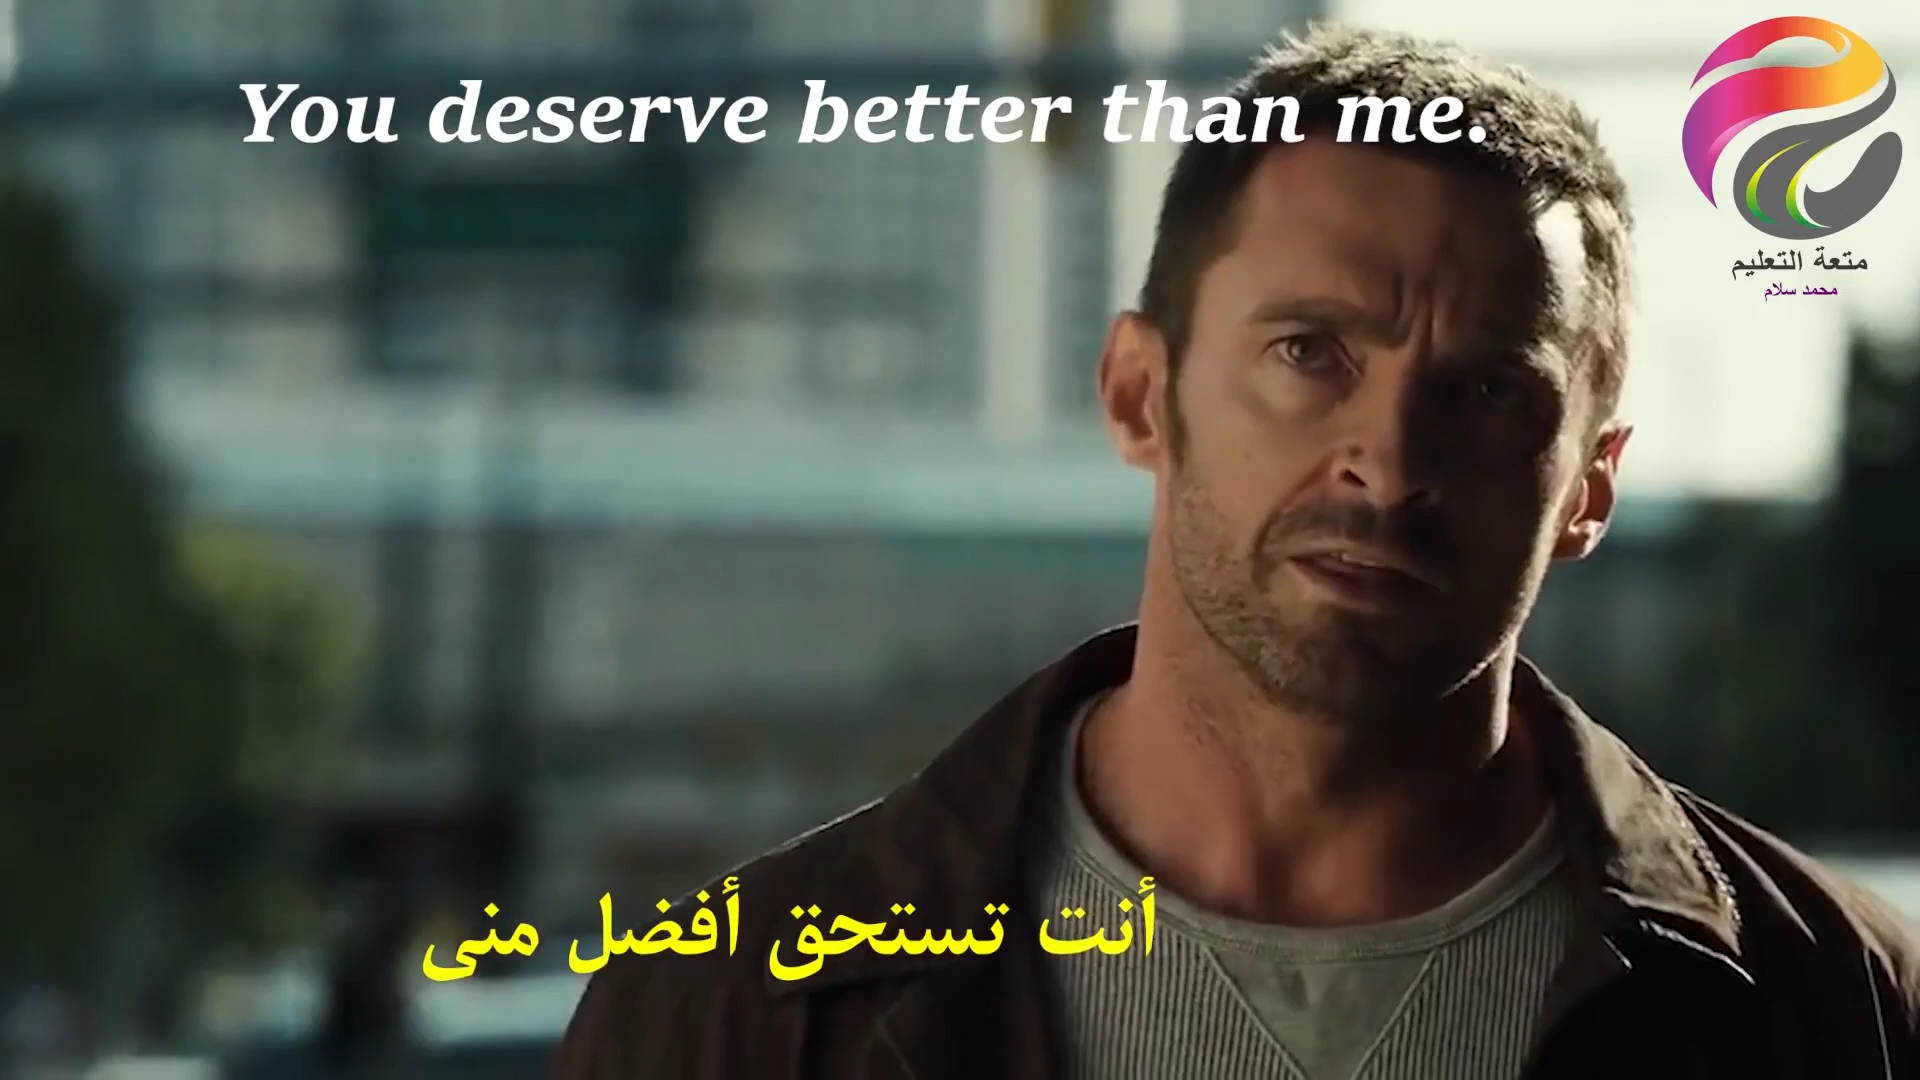 You deserve better than me.
متعة التعليم
محمد سلام
أنت تستحق أفضل منى